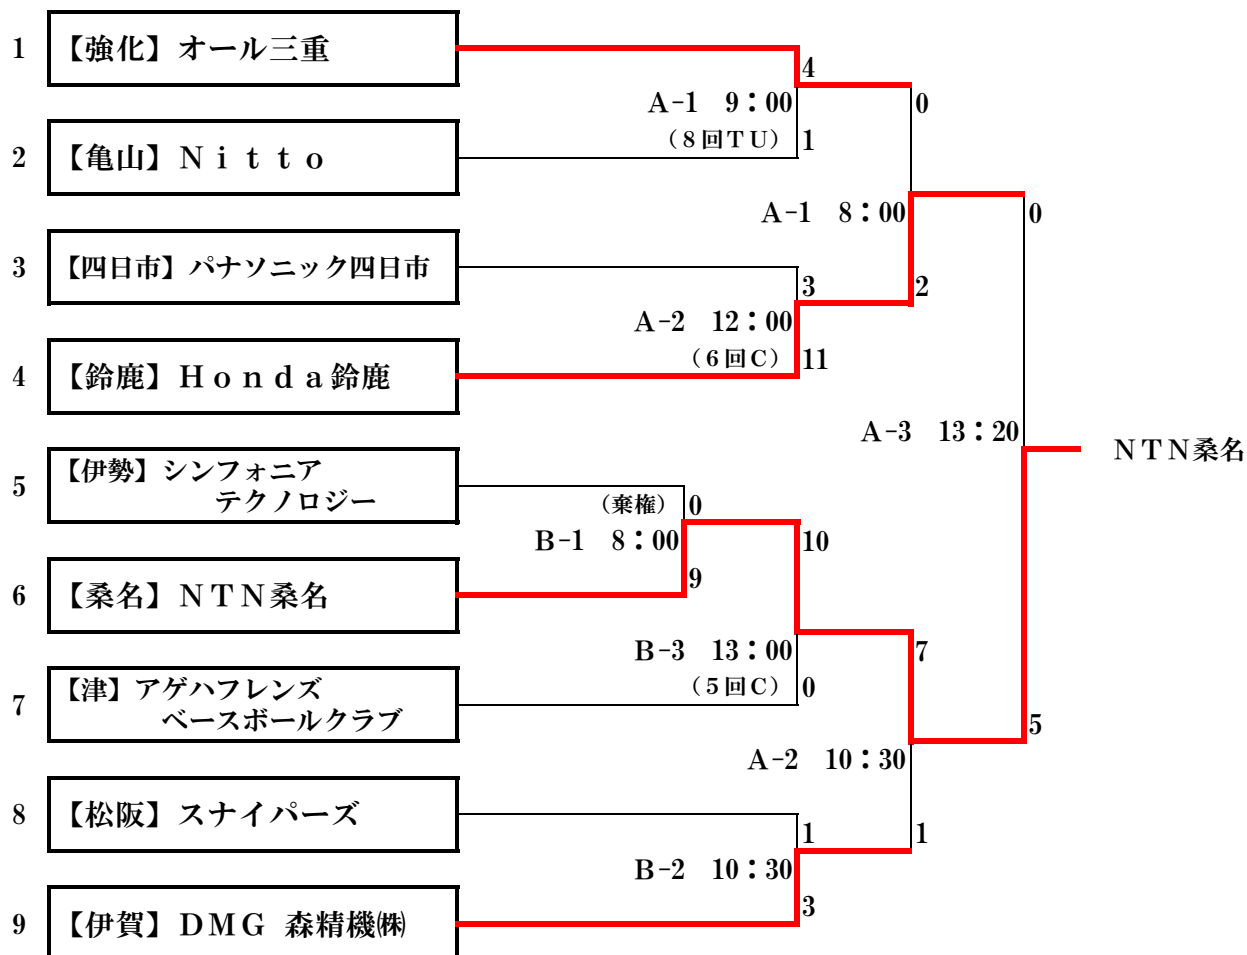 1 【強化】オール三重
4
A-1 9：00
0
（8回TU）
1
2 【亀山】Ｎｉｔｔｏ
A-1 8：00
0
3 【四日市】パナソニック四日市
3
2
A-2 12：00
（6回C）
11
4 【鈴鹿】Ｈｏｎｄａ鈴鹿
A-3 13：20
ＮＴＮ桑名
5 【伊勢】シンフォニア
テクノロジー
（棄権）
0
B-1 8：00
10
9
6 【桑名】ＮＴＮ桑名
B-3 13：00
7
（5回C）
0
7 【津】アゲハフレンズ
ベースボールクラブ
5
A-2 10：30
8 【松阪】スナイパーズ
1
1
B-2 10：30
3
9 【伊賀】ＤＭＧ 森精機㈱